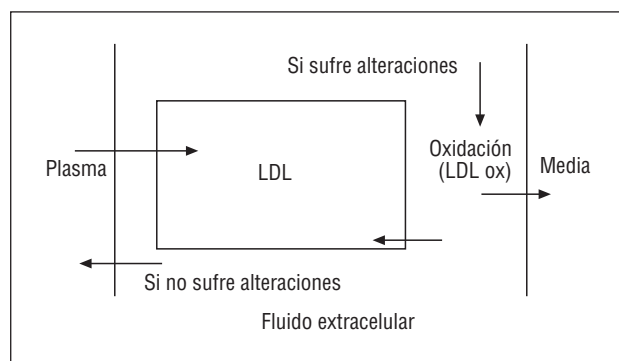 Si sufre alteraciones
Plasma
LDL
Oxidación
(LDL ox)
Media
Si no sufre alteraciones
Fluido extracelular